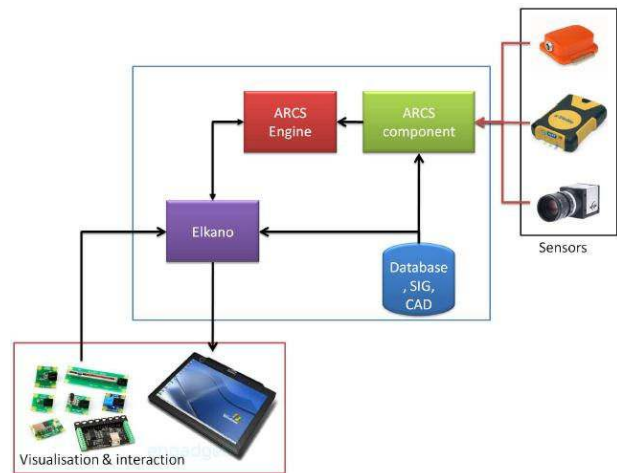 ARCS
Engine
ARCS
component
Elkano
Database
, SIG,
CAD
Sensors
Visualisation & interaction